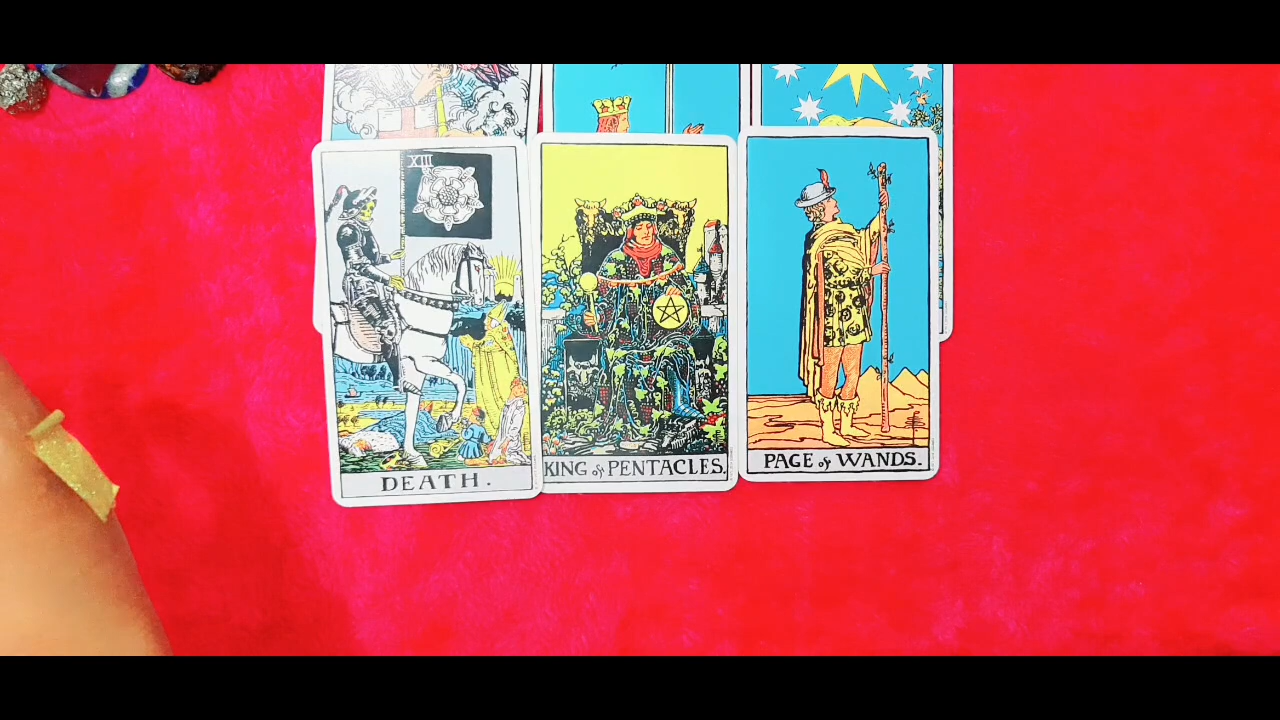 XIII
DEATH.
KING of PENTACLES.
PAGE of WANDS.